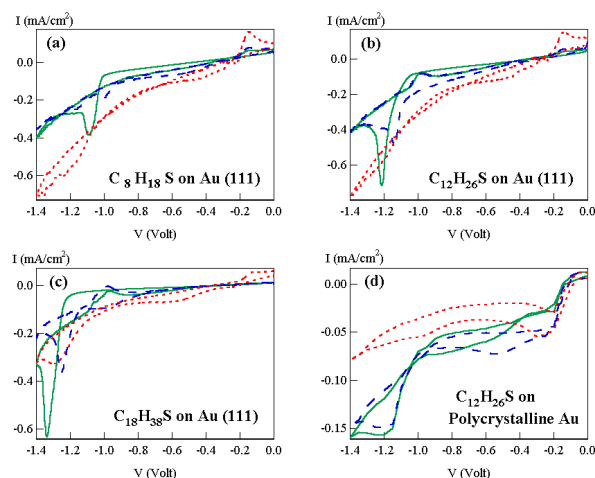 I (mA/cm²)
(a)
0.0
-0.2
-0.4
-0.6
C 8 H 18 S on Au (111)
-1.4 -1.2 -1.0 -0.8 -0.6 -0.4 -0.2 0.0
V (Volt)
I (mA/cm²)
(b)
0.0
-0.2
-0.4
-0.6
-0.8
C12H26S on Au (111)
-1.4 -1.2 -1.0 -0.8 -0.6 -0.4 -0.2 0.0
V (Volt)
I (mA/cm²)
(c)
0.0
-0.2
-0.4
-0.6
C18H38S on Au (111)
-1.4 -1.2 -1.0 -0.8 -0.6 -0.4 -0.2 0.0
V (Volt)
I (mA/cm²)
(d)
0.00
-0.05
-0.10
-0.15
C12H26S on
Polycrystalline Au
-1.4 -1.2 -1.0 -0.8 -0.6 -0.4 -0.2 0.0
V (Volt)